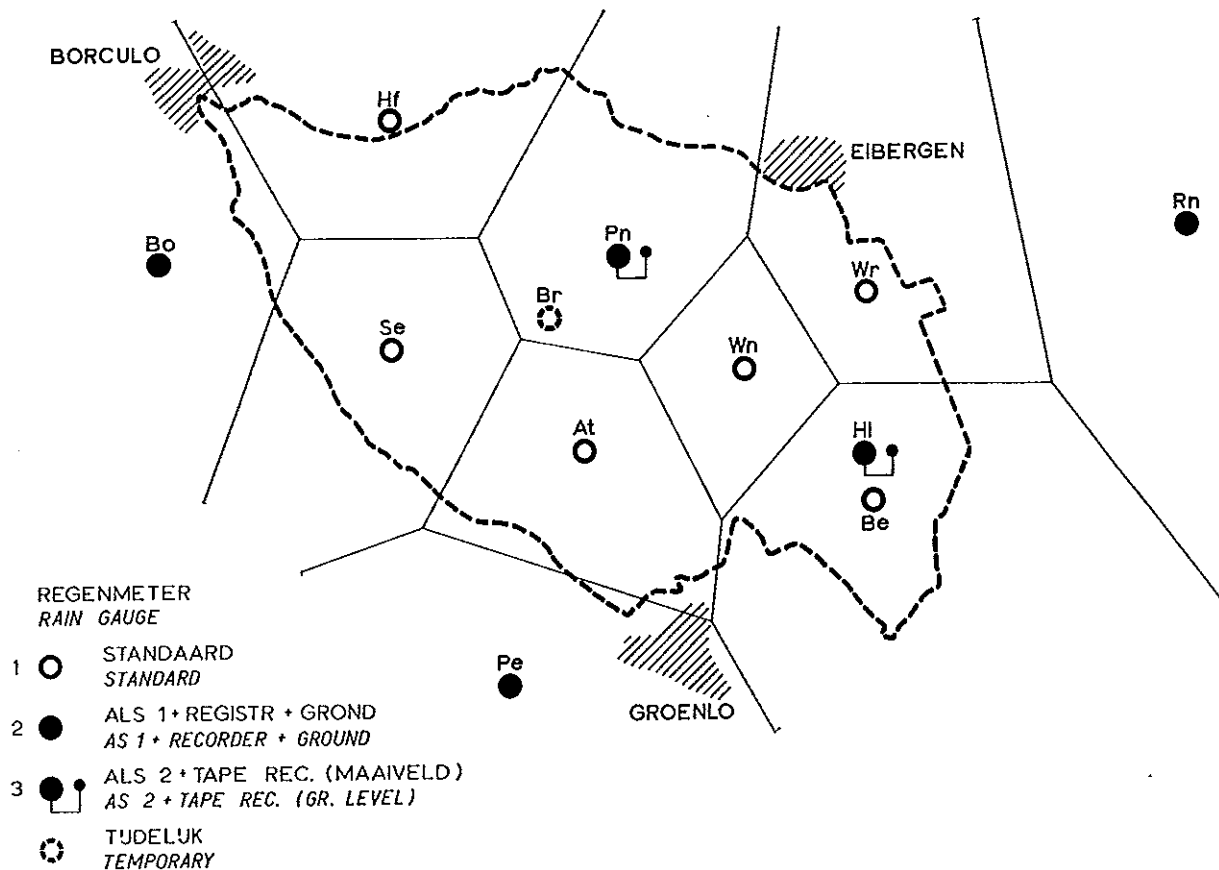 BORCULO
Hf
EIBERGEN
Rn
Bo
Pn
Wr
Br
Se
Wn
At
Hl
Be
Pe
GROENLO
REGENMETER
RAIN GAUGE
1 STANDAARD
STANDARD
2 ALS 1 + REGISTR + GROND
AS 1 + RECORDER + GROUND
3 ALS 2 + TAPE REC. (MAAIVELD)
AS 2 + TAPE REC. (GR. LEVEL)
TIJDELIJK
TEMPORARY